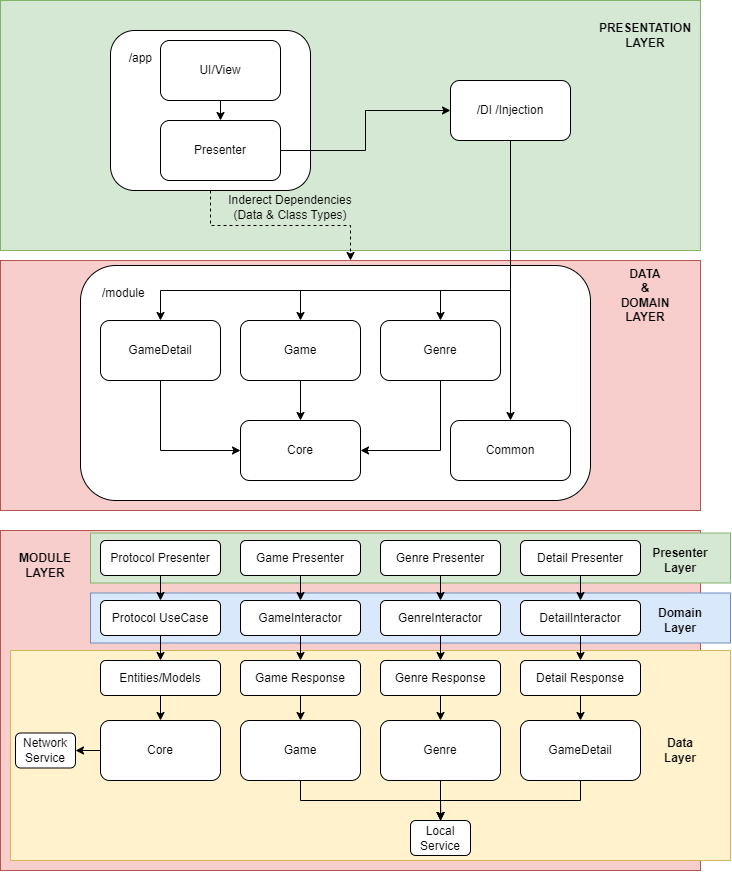 PRESENTATION
LAYER
/app
UI/View
Presenter
/DI /Injection
Inderect Dependencies
(Data & Class Types)
DATA
&
DOMAIN
LAYER
/module
GameDetail
Game
Genre
Core
Common
MODULE
LAYER
Protocol Presenter
Game Presenter
Genre Presenter
Detail Presenter
Presenter
Layer
Protocol UseCase
GameInteractor
GenreInteractor
DetailInteractor
Domain
Layer
Entities/Models
Game Response
Genre Response
Detail Response
Network
Service
Core
Game
Genre
GameDetail
Data
Layer
Local
Service